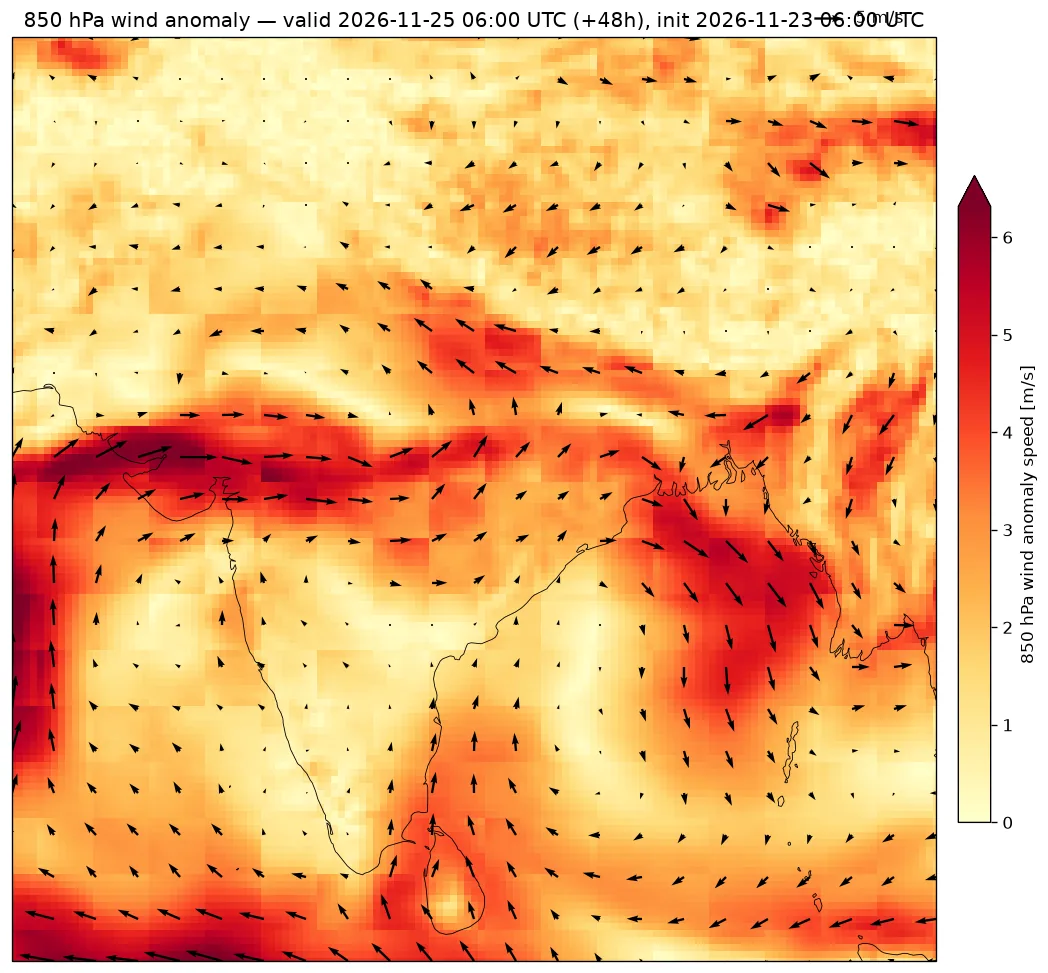 850 hPa wind anomaly — valid 2026-11-25 06:00 UTC (+48h), init 2026-11-23 06:00 UTC
5 m/s
6
5
4
3
2
1
0
850 hPa wind anomaly speed [m/s]